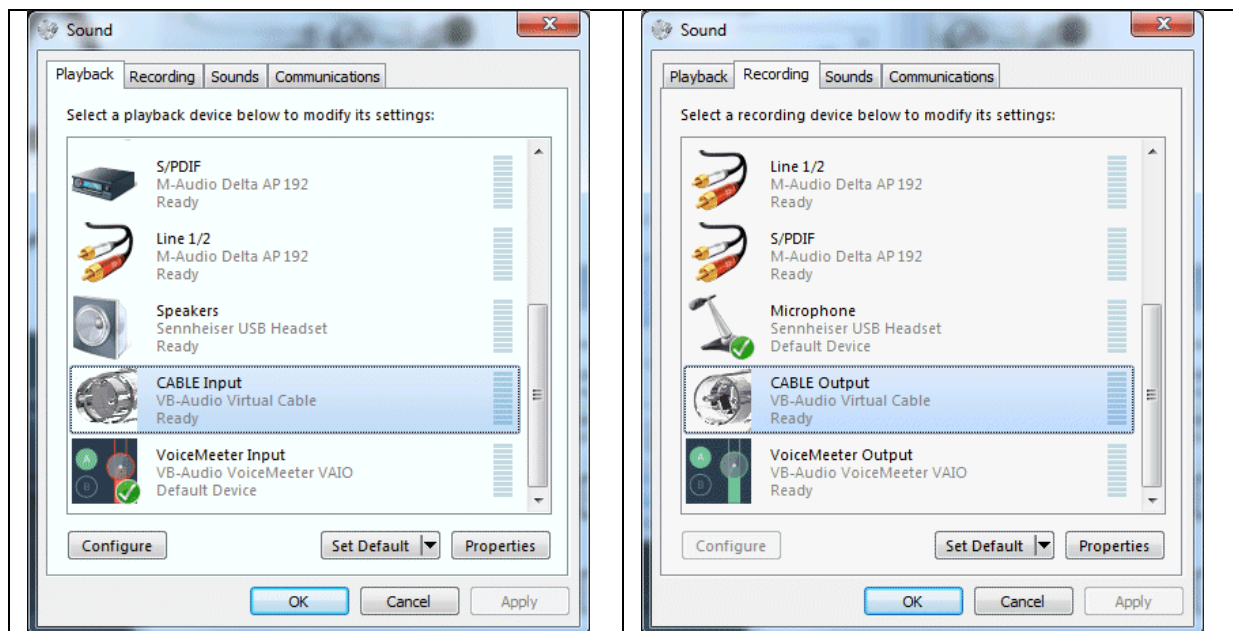 Sound
Playback Recording Sounds Communications
Select a playback device below to modify its settings:
S/PDIF
M-Audio Delta AP 192
Ready
Line 1/2
M-Audio Delta AP 192
Ready
Speakers
Sennheiser USB Headset
Ready
CABLE Input
VB-Audio Virtual Cable
Ready
A
B
VoiceMeeter Input
VB-Audio VoiceMeeter VAIO
Default Device
Configure Set Default Properties
OK Cancel Apply
Sound
Playback Recording Sounds Communications
Select a recording device below to modify its settings:
Line 1/2
M-Audio Delta AP 192
Ready
S/PDIF
M-Audio Delta AP 192
Ready
Microphone
Sennheiser USB Headset
Default Device
CABLE Output
VB-Audio Virtual Cable
Ready
A
B
VoiceMeeter Output
VB-Audio VoiceMeeter VAIO
Ready
Configure Set Default Properties
OK Cancel Apply